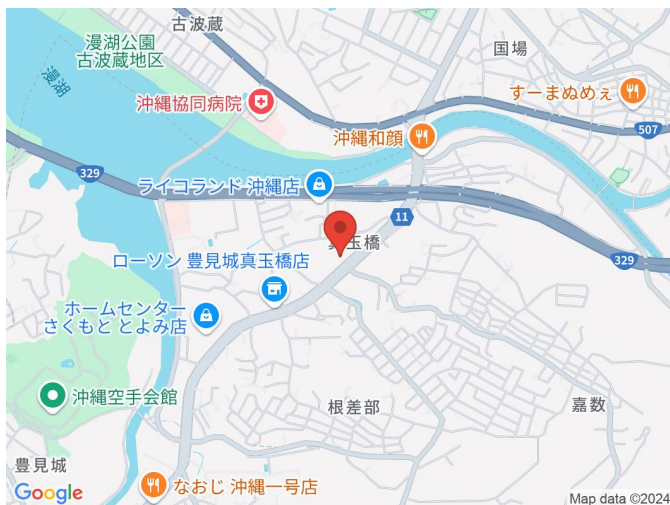 古波蔵
漫湖公園
古波蔵地区
国場
漫湖
すーまぬめぇ
沖縄協同病院
沖縄和顔
507
329
ライコランド 沖縄店
11
真玉橋
ローソン 豊見城真玉橋店
329
ホームセンター
さくもと とよみ店
沖縄空手会館
根差部
嘉数
豊見城
なおじ 沖縄一号店
Google
Map data ©2024